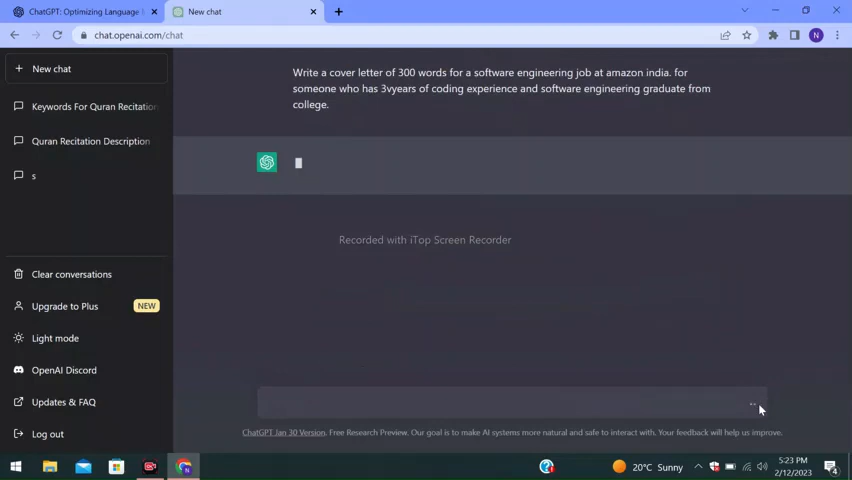 ChatGPT: Optimizing Language
New chat
chat.openai.com/chat
N
New chat
Keywords For Quran Recitation
Quran Recitation Description
s
Clear conversations
Upgrade to Plus NEW
Light mode
OpenAI Discord
Updates & FAQ
Log out
Write a cover letter of 300 words for a software engineering job at amazon india. for
someone who has 3vyears of coding experience and software engineering graduate from
college.
Recorded with iTop Screen Recorder
ChatGPT Jan 30 Version. Free Research Preview. Our goal is to make AI systems more natural and safe to interact with. Your feedback will help us improve.
20°C Sunny
5:23 PM
2/12/2023
4